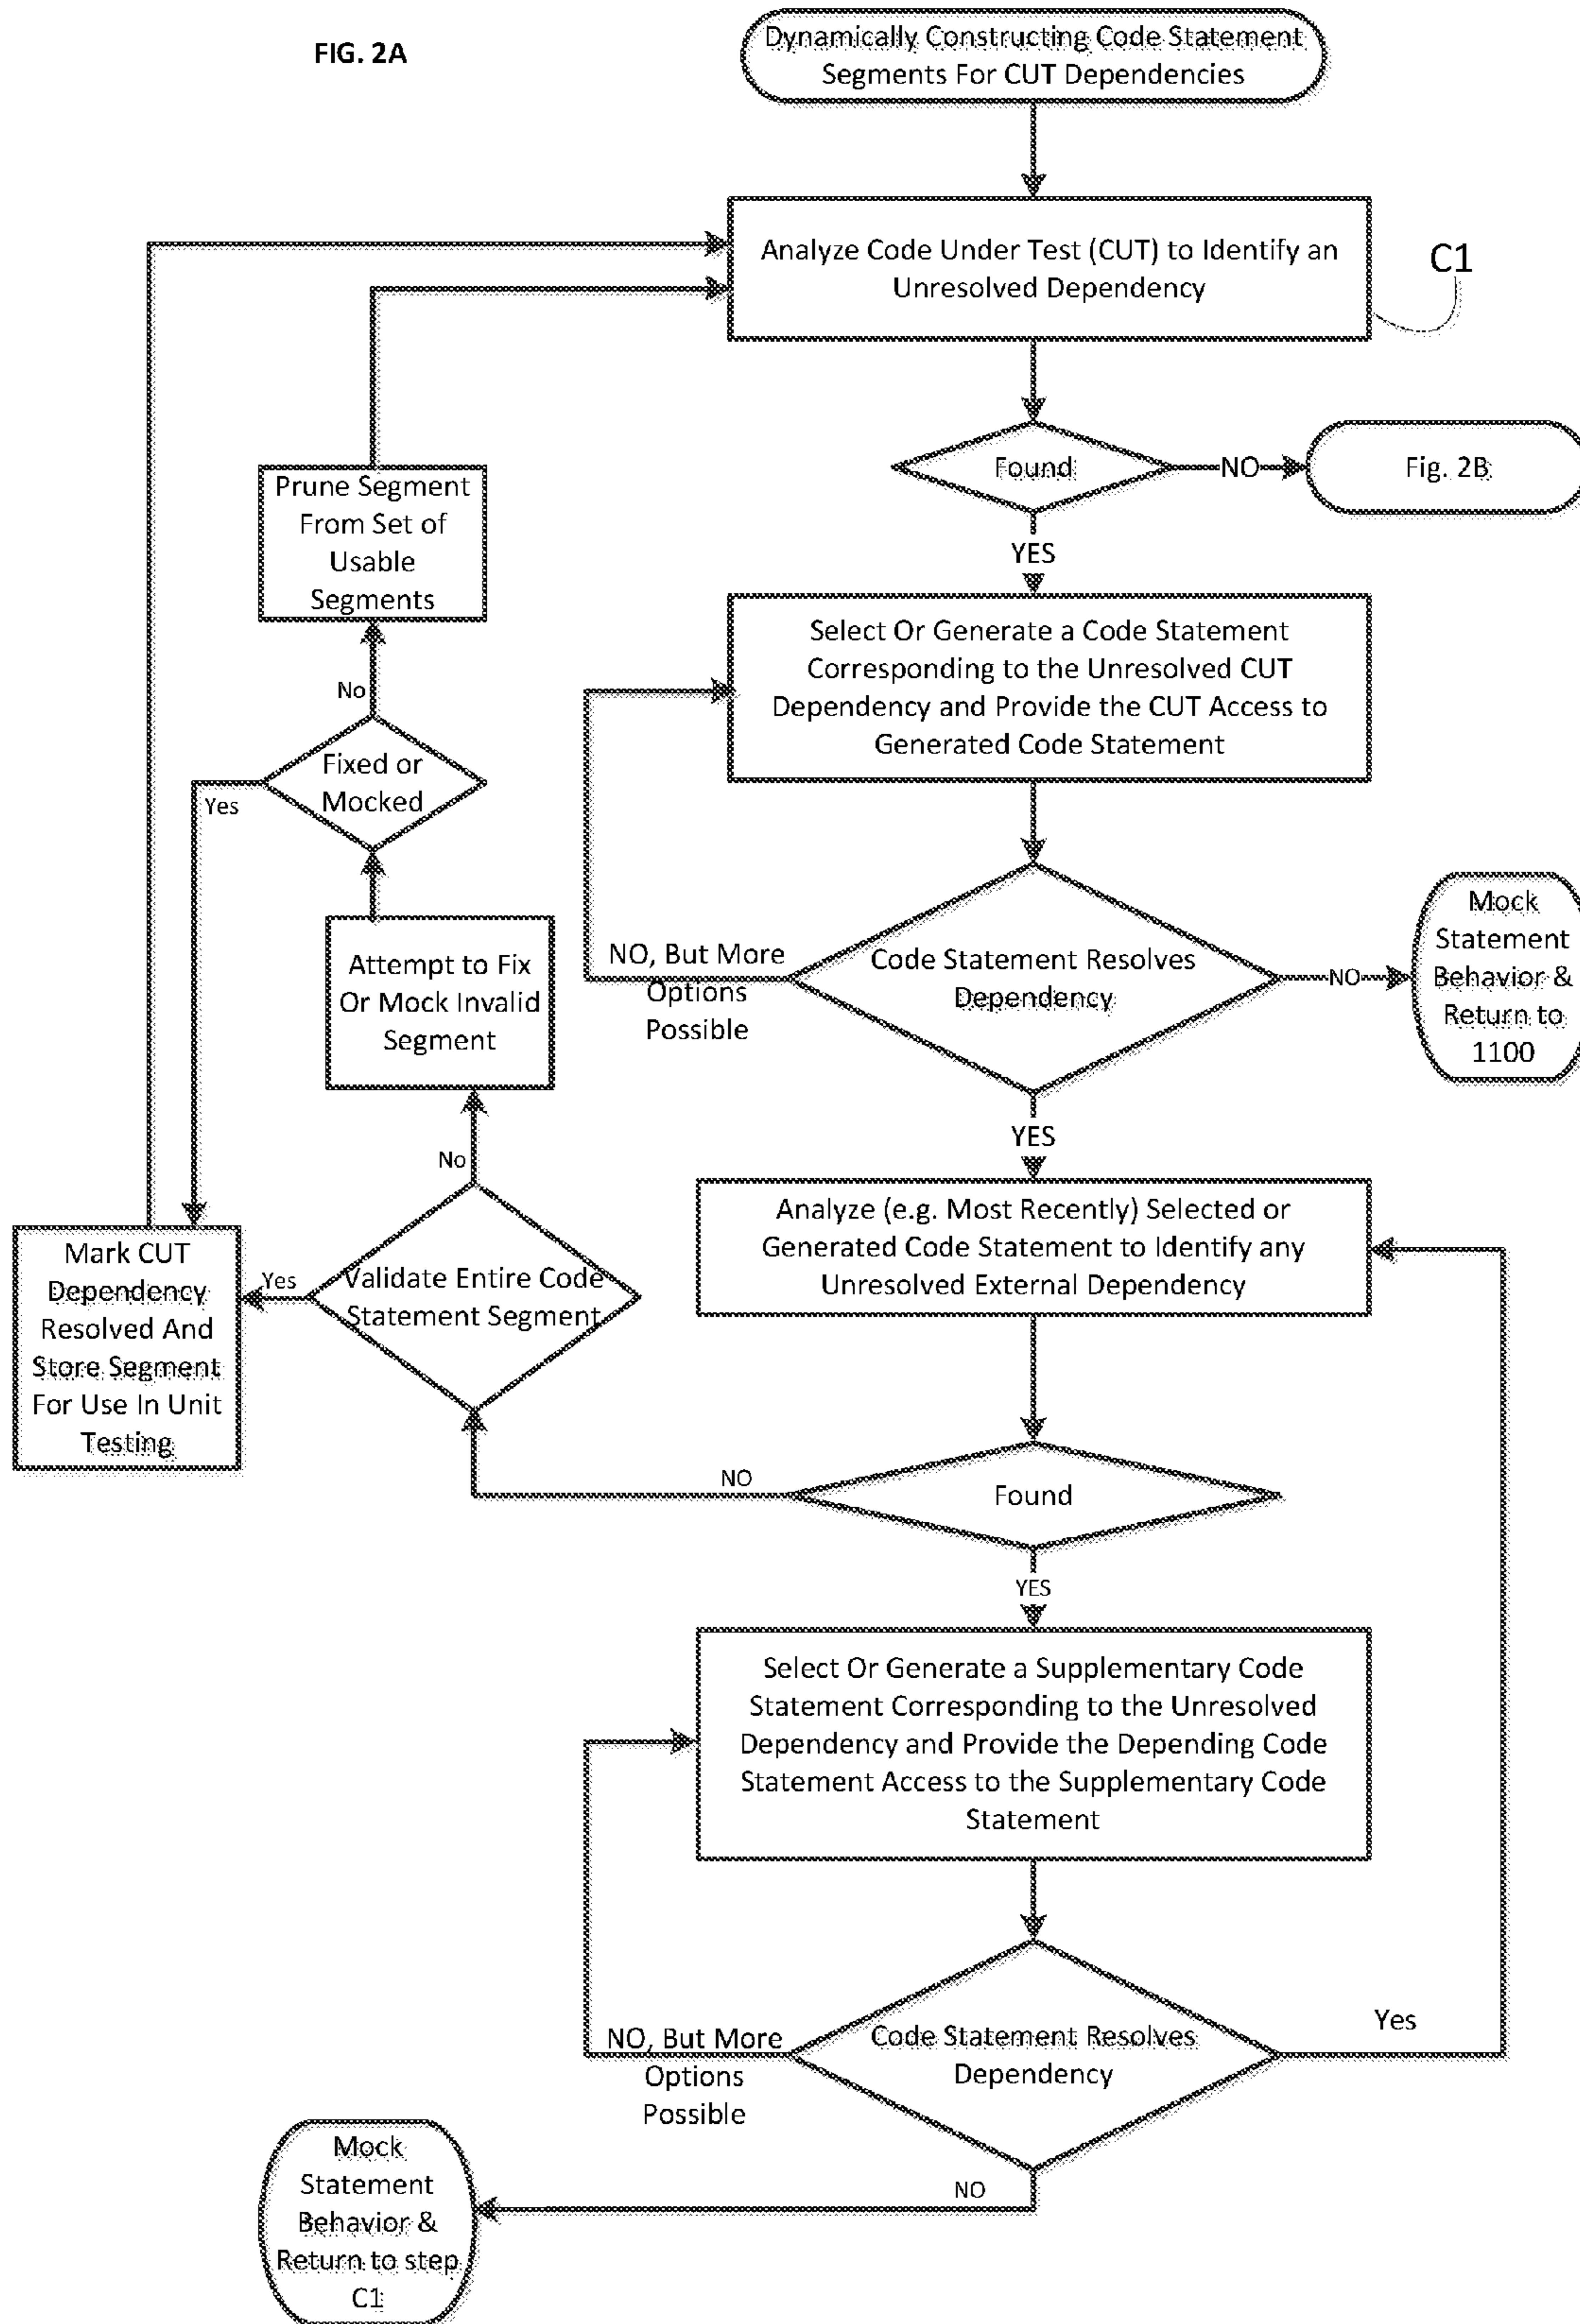 FIG. 2A
Dynamically Constructing Code Statement
Segments For CUT Dependencies
Analyze Code Under Test (CUT) to Identify an
Unresolved Dependency
C1
Found
NO
Fig. 2B
YES
Prune Segment
From Set of
Usable
Segments
Select Or Generate a Code Statement
Corresponding to the Unresolved CUT
Dependency and Provide the CUT Access to
Generated Code Statement
No
Fixed or
Mocked
Yes
Code Statement Resolves
Dependency
NO, But More
Options
Possible
NO
Mock
Statement
Behavior &
Return to
1100
Attempt to Fix
Or Mock Invalid
Segment
YES
No
Analyze (e.g. Most Recently) Selected or
Generated Code Statement to Identify any
Unresolved External Dependency
Validate Entire Code
Statement Segment
Yes
Mark CUT
Dependency
Resolved And
Store Segment
For Use In Unit
Testing
Found
NO
YES
Select Or Generate a Supplementary Code
Statement Corresponding to the Unresolved
Dependency and Provide the Depending Code
Statement Access to the Supplementary Code
Statement
Code Statement Resolves
Dependency
Yes
NO, But More
Options
Possible
NO
Mock
Statement
Behavior &
Return to step
C1